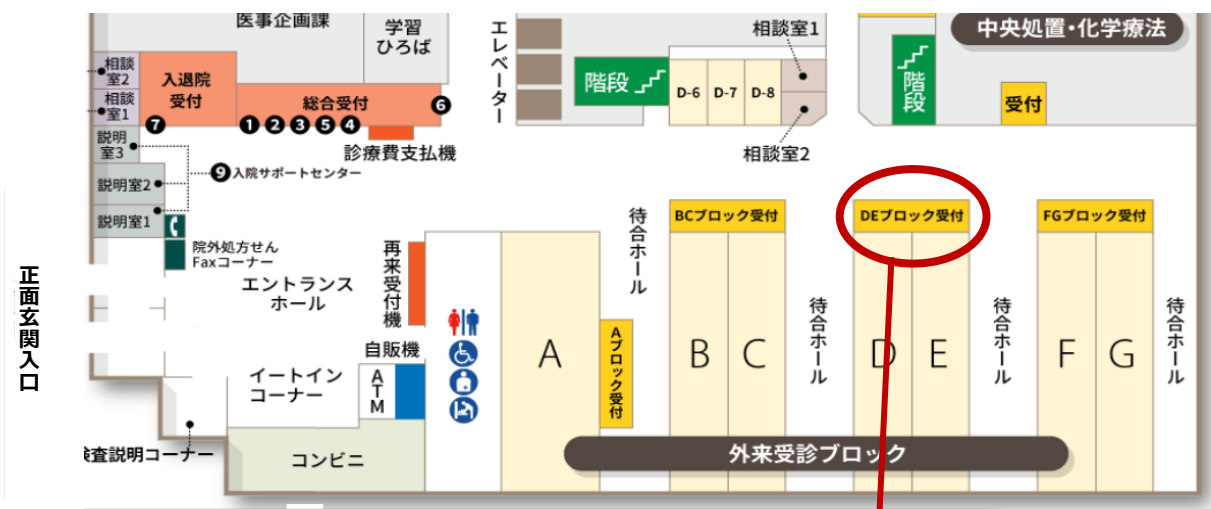 医事企画課
学習
ひろば
エレベーター
相談室1
中央処置・化学療法
相談
室2
相談
室1
入退院
受付
総合受付
❻
❼
❶❷❸❺❹
階段
D-6
D-7
D-8
階段
受付
診療費支払機
相談室2
説明
室3
❾入院サポートセンター
説明室2
説明室1
院外処方せん
Faxコーナー
待合ホール
BCブロック受付
DEブロック受付
FGブロック受付
正面玄関入口
エントランス
ホール
再来受付機
自販機
ATM
イートイン
コーナー
A
Aブロック受付
B
C
待合ホール
D
E
待合ホール
F
G
待合ホール
査説明コーナー
コンビニ
外来受診ブロック